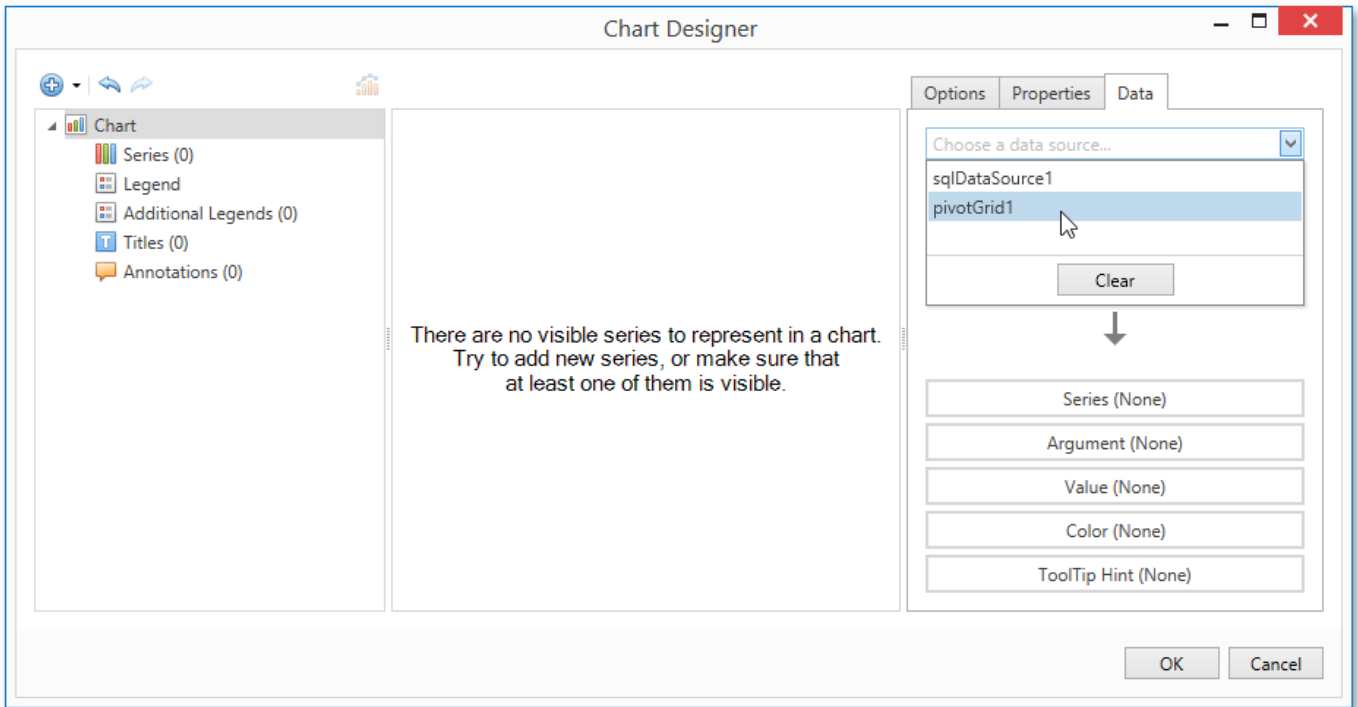 Chart Designer
Options Properties Data
Chart
Series (0)
Legend
Additional Legends (0)
Titles (0)
Annotations (0)
There are no visible series to represent in a chart.
Try to add new series, or make sure that
at least one of them is visible.
Choose a data source...
sqlDataSource1
pivotGrid1
Clear
Series (None)
Argument (None)
Value (None)
Color (None)
ToolTip Hint (None)
OK Cancel